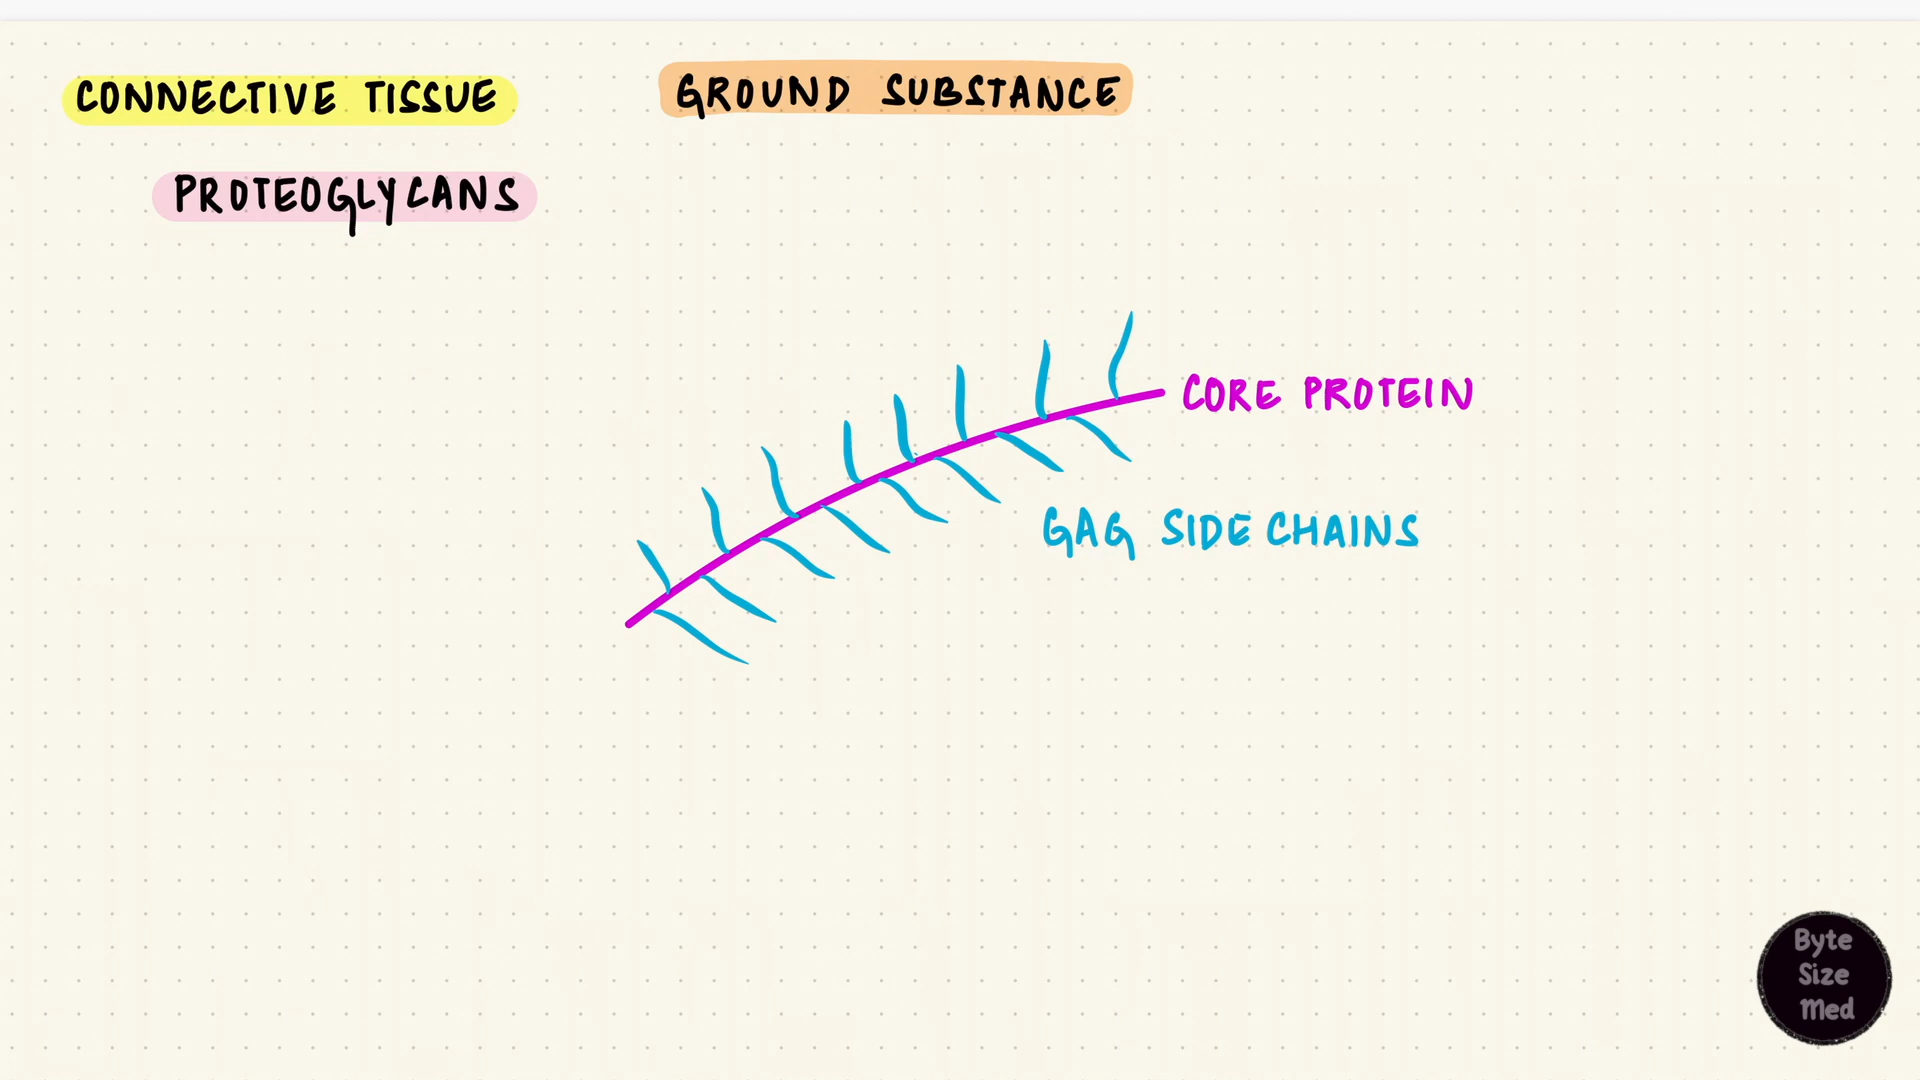 CONNECTIVE TISSUE
GROUND SUBSTANCE
PROTEOGLYCANS
CORE PROTEIN
GAG SIDE CHAINS
Byte
Size
Med